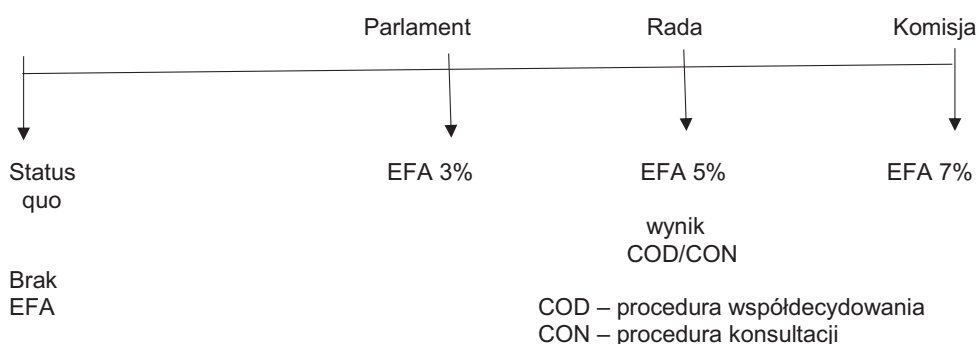 Parlament Rada Komisja
Status quo EFA 3% EFA 5% EFA 7%
wynik
COD/CON
Brak
EFA
COD – procedura współdecydowania
CON – procedura konsultacji